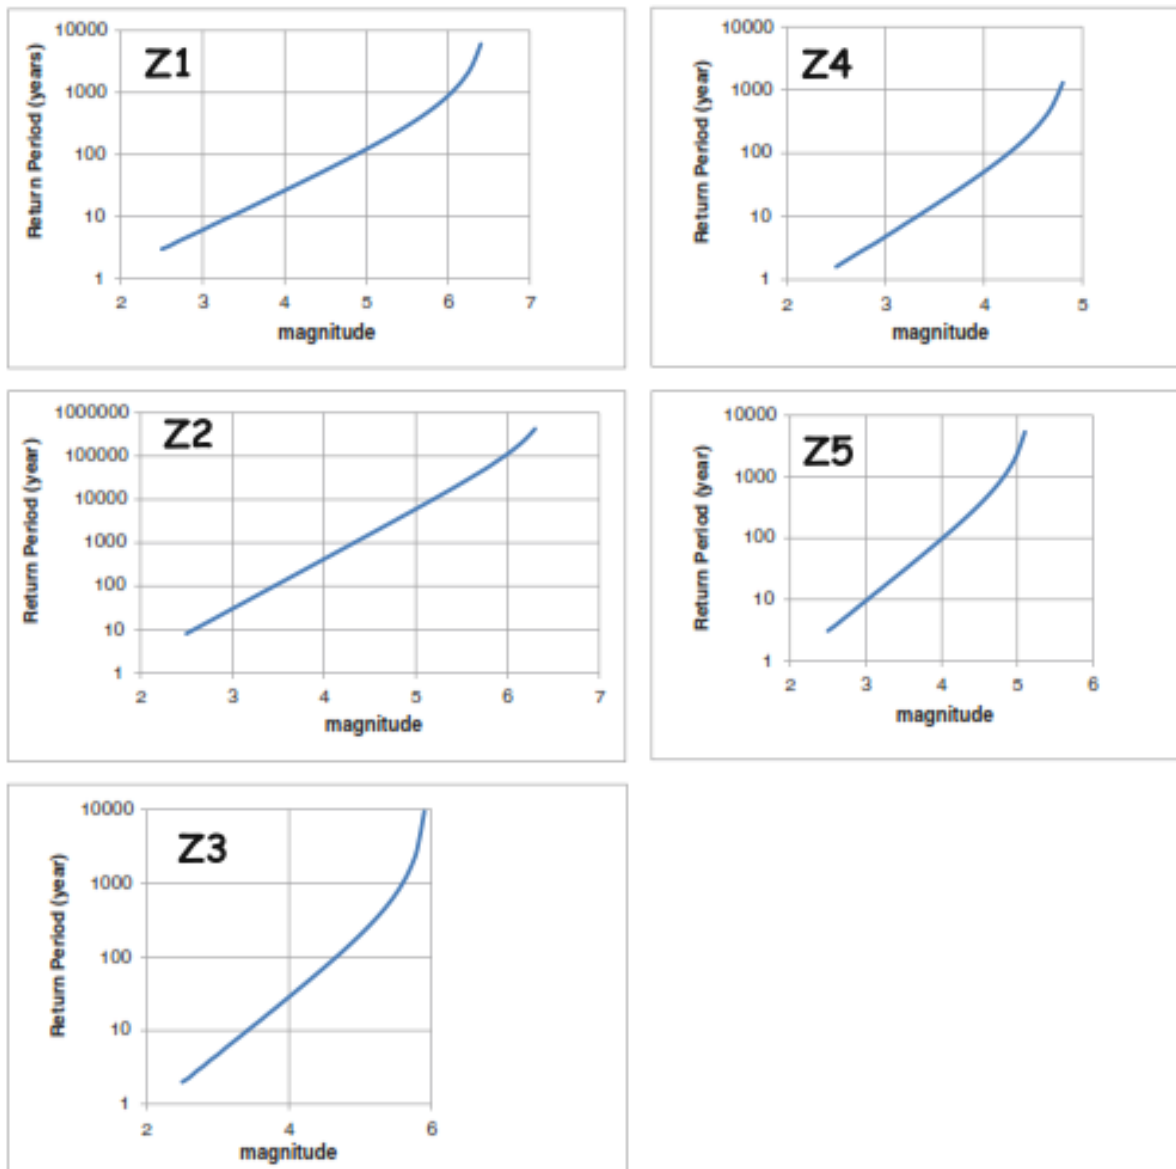 Z1
Return Period (years)
10000
1000
100
10
1
2 3 4 5 6 7
magnitude
Z4
Return Period (year)
10000
1000
100
10
1
2 3 4 5
magnitude
Z2
Return Period (year)
1000000
100000
10000
1000
100
10
1
2 3 4 5 6 7
magnitude
Z5
Return Period (year)
10000
1000
100
10
1
2 3 4 5 6
magnitude
Z3
Return Period (year)
10000
1000
100
10
1
2 4 6
magnitude